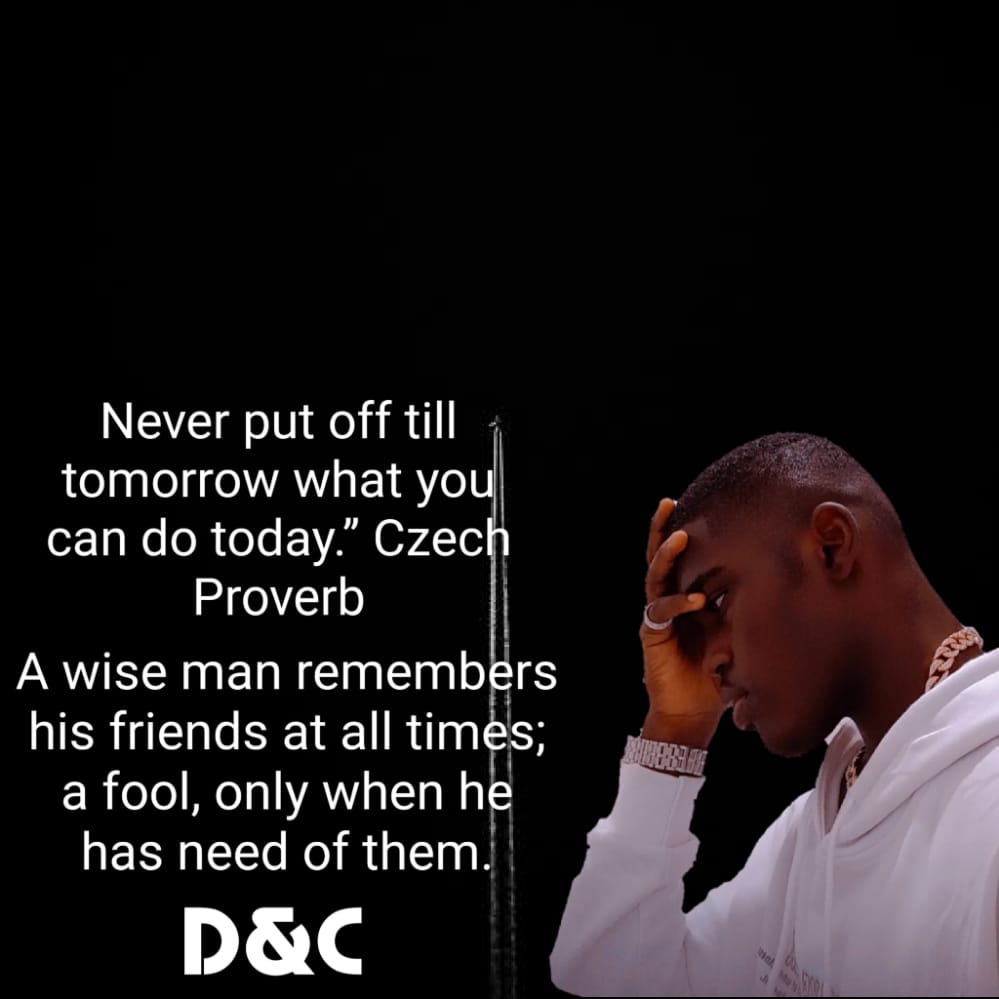 Never put off till
tomorrow what you
can do today.” Czech
Proverb
A wise man remembers
his friends at all times;
a fool, only when he
has need of them.
D&C